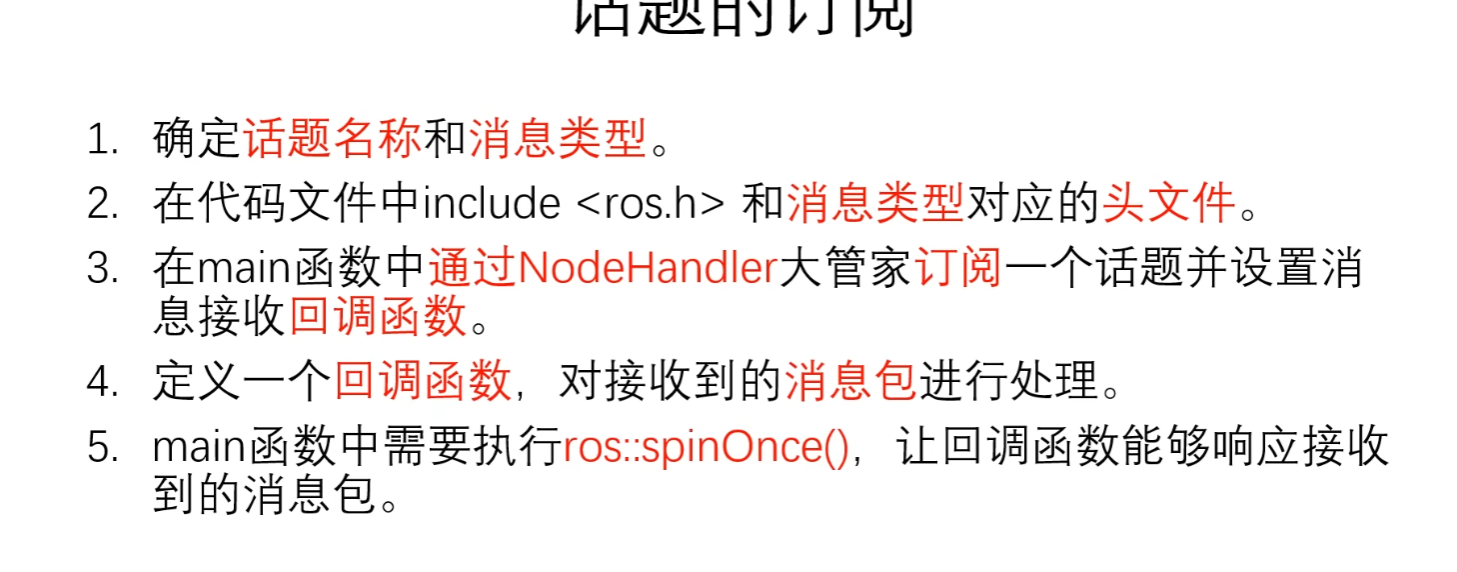 话题的订阅
1. 确定话题名称和消息类型。
2. 在代码文件中include <ros.h> 和消息类型对应的头文件。
3. 在main函数中通过NodeHandler大管家订阅一个话题并设置消
息接收回调函数。
4. 定义一个回调函数，对接收到的消息包进行处理。
5. main函数中需要执行ros::spinOnce()，让回调函数能够响应接收
到的消息包。